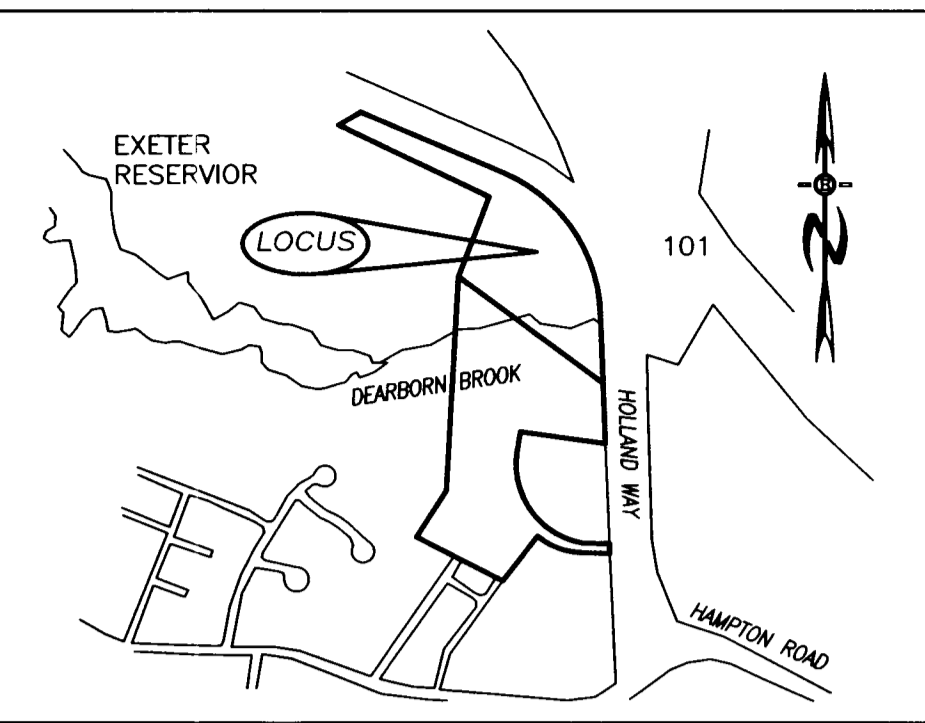 EXETER
RESERVIOR
LOCUS
101
DEARBORN BROOK
HOLLAND WAY
HAMPTON ROAD